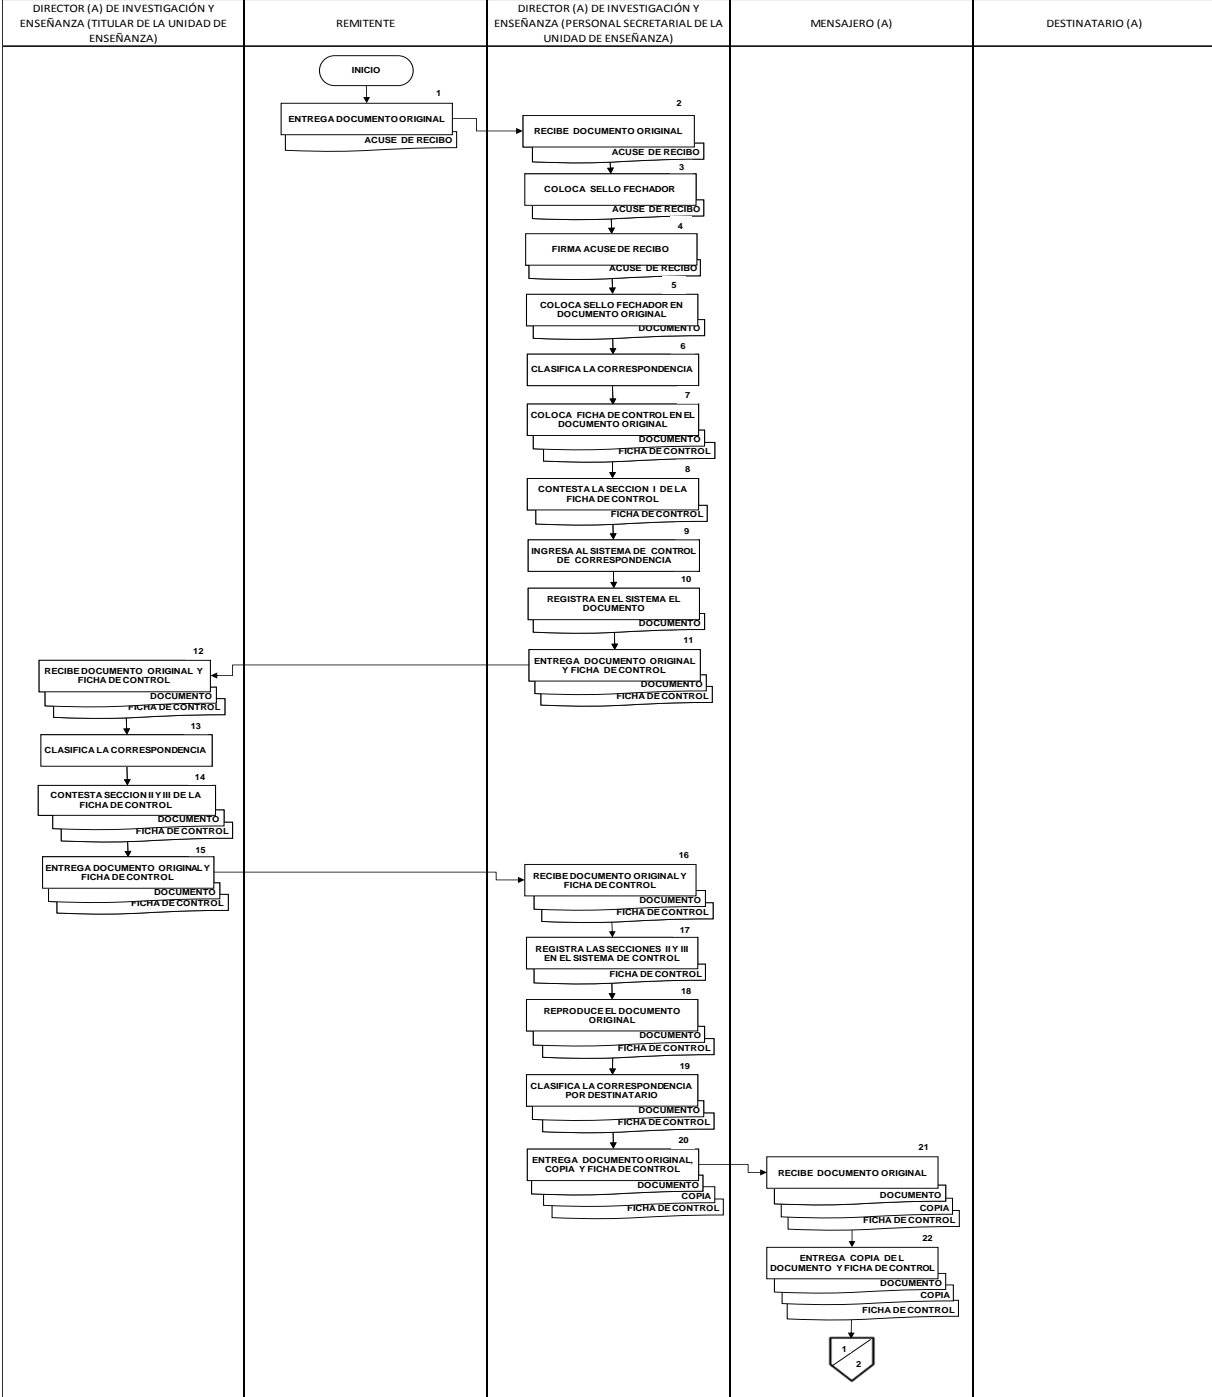 DIRECTOR (A) DE INVESTIGACIÓN Y
ENSEÑANZA (TITULAR DE LA UNIDAD DE
ENSEÑANZA)
REMITENTE
DIRECTOR (A) DE INVESTIGACIÓN Y
ENSEÑANZA (PERSONAL SECRETARIAL DE LA
UNIDAD DE ENSEÑANZA)
MENSAJERO (A)
DESTINATARIO (A)
INICIO
1
ENTREGA DOCUMENTO ORIGINAL
ACUSE DE RECIBO
2
RECIBE DOCUMENTO ORIGINAL
ACUSE DE RECIBO
3
COLOCA SELLO FECHADOR
ACUSE DE RECIBO
4
FIRMA ACUSE DE RECIBO
ACUSE DE RECIBO
5
COLOCA SELLO FECHADOR EN
DOCUMENTO ORIGINAL
DOCUMENTO
6
CLASIFICA LA CORRESPONDENCIA
7
COLOCA FICHA DE CONTROL EN EL
DOCUMENTO ORIGINAL
DOCUMENTO
FICHA DE CONTROL
8
CONTESTA LA SECCION I DE LA
FICHA DE CONTROL
FICHA DE CONTROL
9
INGRESA AL SISTEMA DE CONTROL
DE CORRESPONDENCIA
10
REGISTRA EN EL SISTEMA EL
DOCUMENTO
DOCUMENTO
11
ENTREGA DOCUMENTO ORIGINAL
Y FICHA DE CONTROL
DOCUMENTO
FICHA DE CONTROL
12
RECIBE DOCUMENTO ORIGINAL Y
FICHA DE CONTROL
DOCUMENTO
FICHA DE CONTROL
13
CLASIFICA LA CORRESPONDENCIA
14
CONTESTA SECCION II Y III DE LA
FICHA DE CONTROL
DOCUMENTO
FICHA DE CONTROL
15
ENTREGA DOCUMENTO ORIGINAL Y
FICHA DE CONTROL
DOCUMENTO
FICHA DE CONTROL
16
RECIBE DOCUMENTO ORIGINAL Y
FICHA DE CONTROL
DOCUMENTO
FICHA DE CONTROL
17
REGISTRA LAS SECCIONES II Y III
EN EL SISTEMA DE CONTROL
FICHA DE CONTROL
18
REPRODUCE EL DOCUMENTO
ORIGINAL
DOCUMENTO
FICHA DE CONTROL
19
CLASIFICA LA CORRESPONDENCIA
POR DESTINATARIO
DOCUMENTO
FICHA DE CONTROL
20
ENTREGA DOCUMENTO ORIGINAL,
COPIA Y FICHA DE CONTROL
DOCUMENTO
COPIA
FICHA DE CONTROL
21
RECIBE DOCUMENTO ORIGINAL
DOCUMENTO
COPIA
FICHA DE CONTROL
22
ENTREGA COPIA DEL
DOCUMENTO Y FICHA DE CONTROL
DOCUMENTO
COPIA
FICHA DE CONTROL
1
2